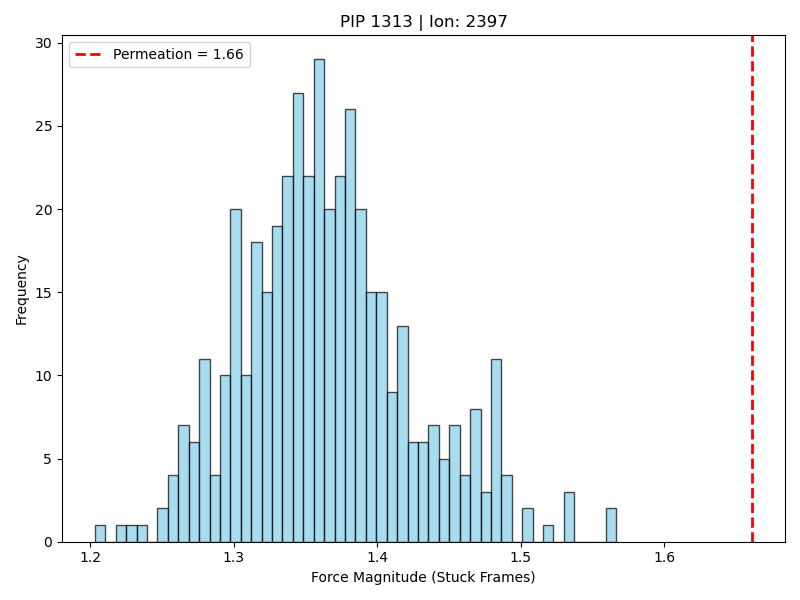 PIP 1313 | Ion: 2397
Permeation = 1.66
30
25
20
15
10
5
0
Frequency
1.2 1.3 1.4 1.5 1.6
Force Magnitude (Stuck Frames)